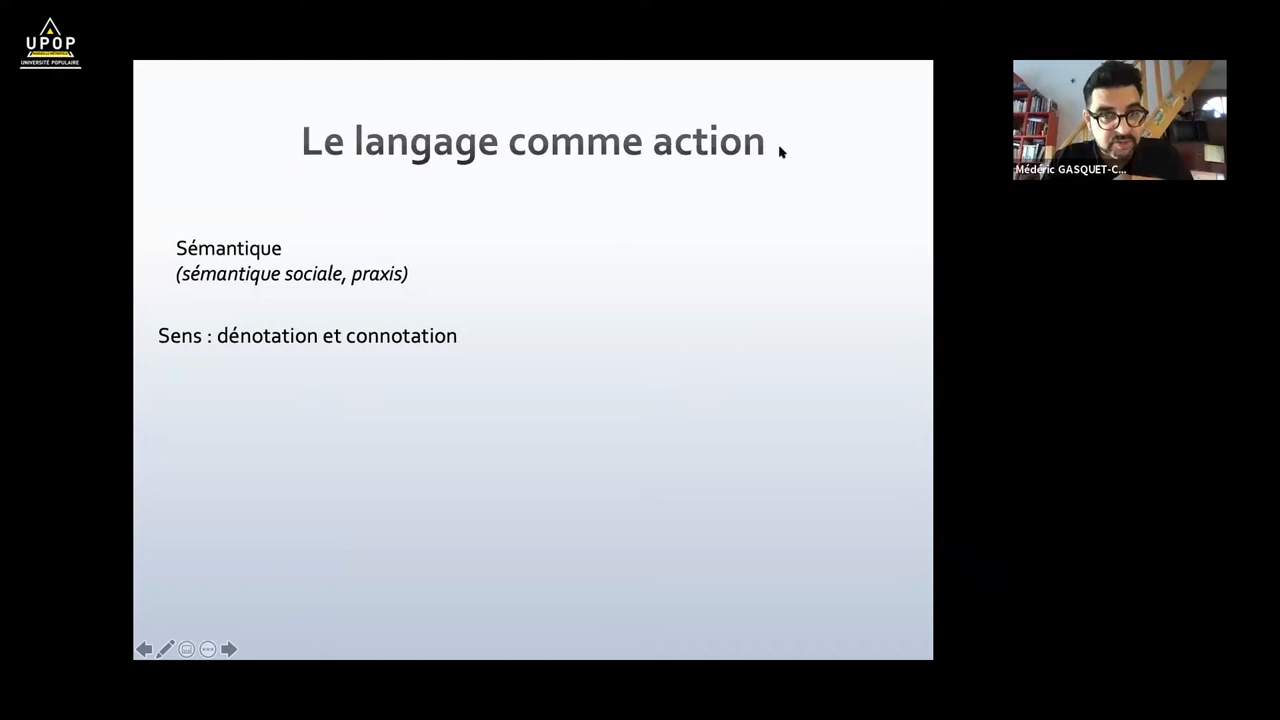 UPOP
UNIVERSITÉ POPULAIRE
Le langage comme action
Médéric GASQUET-C...
Sémantique
(sémantique sociale, praxis)
Sens : dénotation et connotation